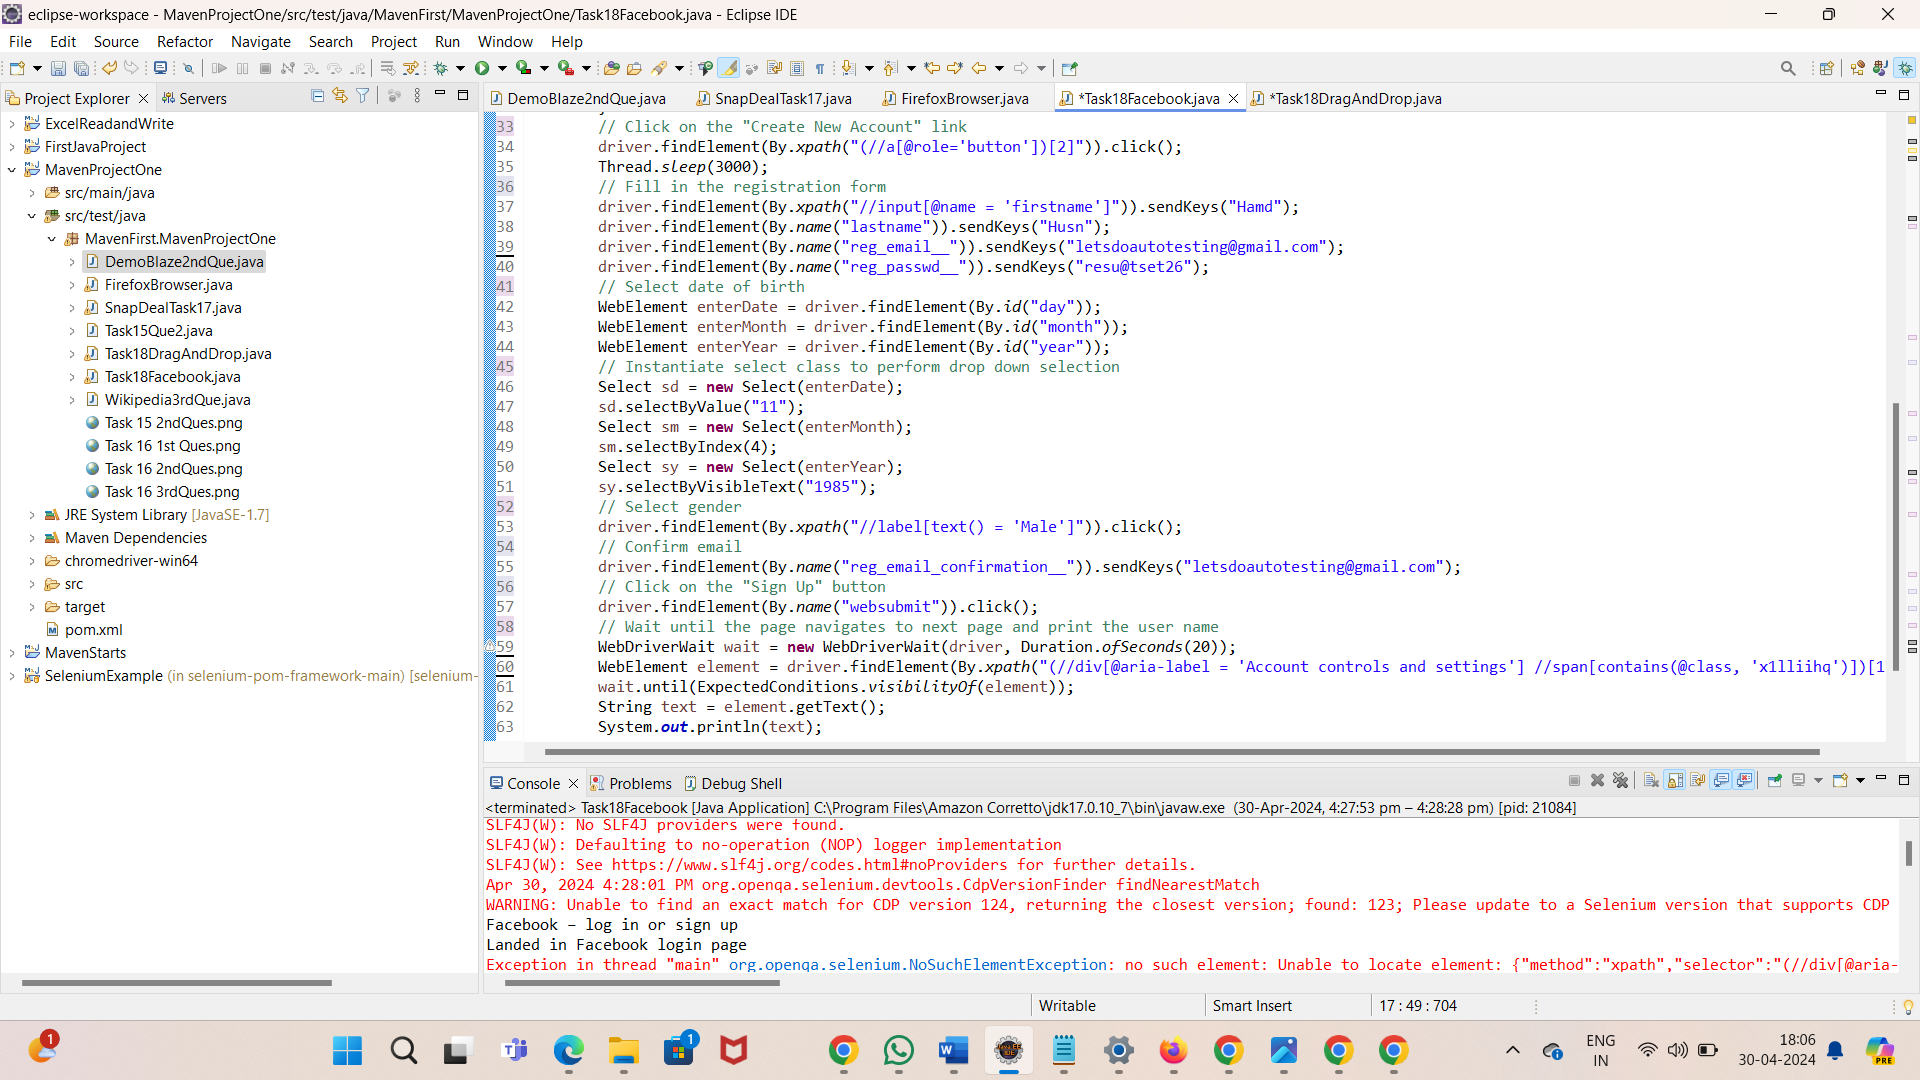 eclipse-workspace - MavenProjectOne/src/test/java/MavenFirst/MavenProjectOne/Task18Facebook.java - Eclipse IDE
File Edit Source Refactor Navigate Search Project Run Window Help
Project Explorer Servers
ExcelReadandWrite
FirstJavaProject
MavenProjectOne
src/main/java
src/test/java
MavenFirst.MavenProjectOne
DemoBlaze2ndQue.java
FirefoxBrowser.java
SnapDealTask17.java
Task15Que2.java
Task18DragAndDrop.java
Task18Facebook.java
Wikipedia3rdQue.java
Task 15 2ndQues.png
Task 16 1st Ques.png
Task 16 2ndQues.png
Task 16 3rdQues.png
JRE System Library [JavaSE-1.7]
Maven Dependencies
chromedriver-win64
src
target
pom.xml
MavenStarts
SeleniumExample (in selenium-pom-framework-main) [selenium-
DemoBlaze2ndQue.java SnapDealTask17.java FirefoxBrowser.java *Task18Facebook.java *Task18DragAndDrop.java
33 // Click on the "Create New Account" link
34 driver.findElement(By.xpath("(//a[@role='button'])[2]")).click();
35 Thread.sleep(3000);
36 // Fill in the registration form
37 driver.findElement(By.xpath("//input[@name = 'firstname']")).sendKeys("Hamd");
38 driver.findElement(By.name("lastname")).sendKeys("Husn");
39 driver.findElement(By.name("reg_email__")).sendKeys("letsdoautotesting@gmail.com");
40 driver.findElement(By.name("reg_passwd__")).sendKeys("resu@tset26");
41 // Select date of birth
42 WebElement enterDate = driver.findElement(By.id("day"));
43 WebElement enterMonth = driver.findElement(By.id("month"));
44 WebElement enterYear = driver.findElement(By.id("year"));
45 // Instantiate select class to perform drop down selection
46 Select sd = new Select(enterDate);
47 sd.selectByValue("11");
48 Select sm = new Select(enterMonth);
49 sm.selectByIndex(4);
50 Select sy = new Select(enterYear);
51 sy.selectByVisibleText("1985");
52 // Select gender
53 driver.findElement(By.xpath("//label[text() = 'Male']")).click();
54 // Confirm email
55 driver.findElement(By.name("reg_email_confirmation__")).sendKeys("letsdoautotesting@gmail.com");
56 // Click on the "Sign Up" button
57 driver.findElement(By.name("websubmit")).click();
58 // Wait until the page navigates to next page and print the user name
59 WebDriverWait wait = new WebDriverWait(driver, Duration.ofSeconds(20));
60 WebElement element = driver.findElement(By.xpath("(//div[@aria-label = 'Account controls and settings'] //span[contains(@class, 'x1lliihq')])[1
61 wait.until(ExpectedConditions.visibilityOf(element));
62 String text = element.getText();
63 System.out.println(text);
Console Problems Debug Shell
<terminated> Task18Facebook [Java Application] C:\Program Files\Amazon Corretto\jdk17.0.10_7\bin\javaw.exe (30-Apr-2024, 4:27:53 pm – 4:28:28 pm) [pid: 21084]
SLF4J(W): No SLF4J providers were found.
SLF4J(W): Defaulting to no-operation (NOP) logger implementation
SLF4J(W): See https://www.slf4j.org/codes.html#noProviders for further details.
Apr 30, 2024 4:28:01 PM org.openqa.selenium.devtools.CdpVersionFinder findNearestMatch
WARNING: Unable to find an exact match for CDP version 124, returning the closest version; found: 123; Please update to a Selenium version that supports CDP
Facebook – log in or sign up
Landed in Facebook login page
Exception in thread "main" org.openqa.selenium.NoSuchElementException: no such element: Unable to locate element: {"method":"xpath","selector":"(//div[@aria-
Writable Smart Insert 17 : 49 : 704
1
1
ENG
IN
18:06
30-04-2024
PRE